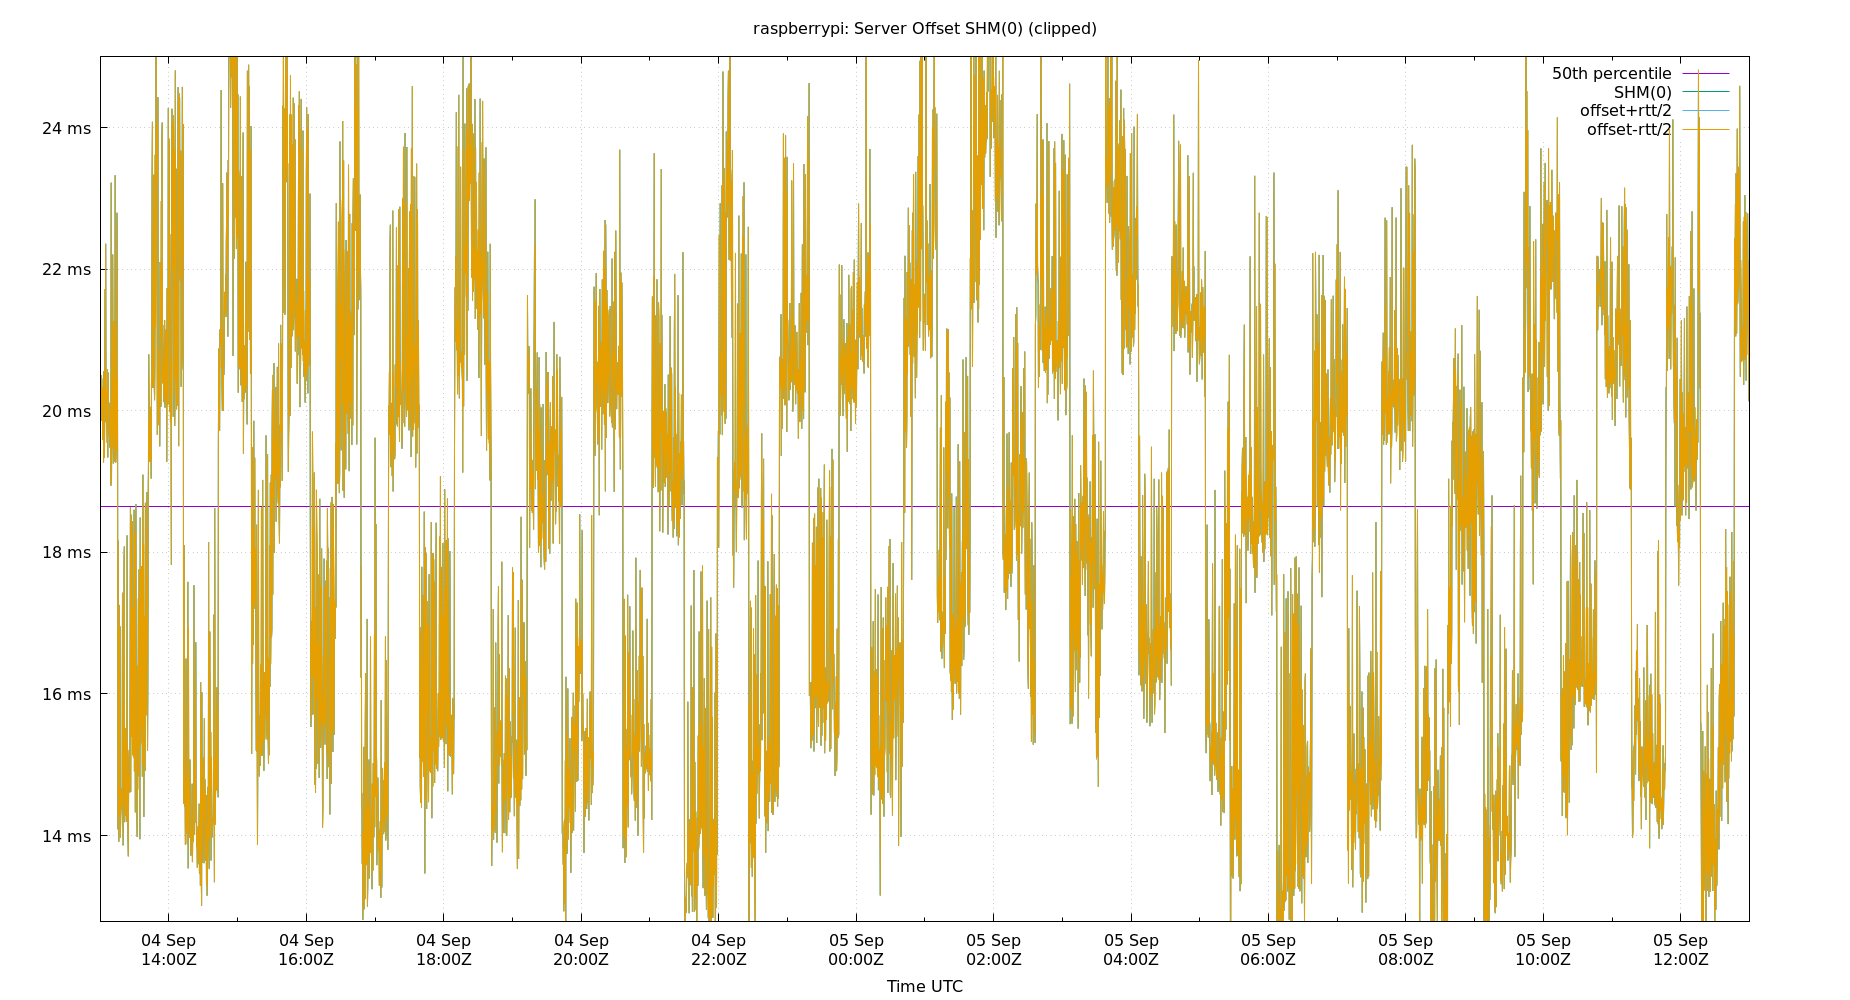 raspberrypi: Server Offset SHM(0) (clipped)
50th percentile
SHM(0)
offset+rtt/2
offset-rtt/2
24 ms
22 ms
20 ms
18 ms
16 ms
14 ms
04 Sep 04 Sep 04 Sep 04 Sep 04 Sep 05 Sep 05 Sep 05 Sep 05 Sep 05 Sep 05 Sep 05 Sep
14:00Z 16:00Z 18:00Z 20:00Z 22:00Z 00:00Z 02:00Z 04:00Z 06:00Z 08:00Z 10:00Z 12:00Z
Time UTC